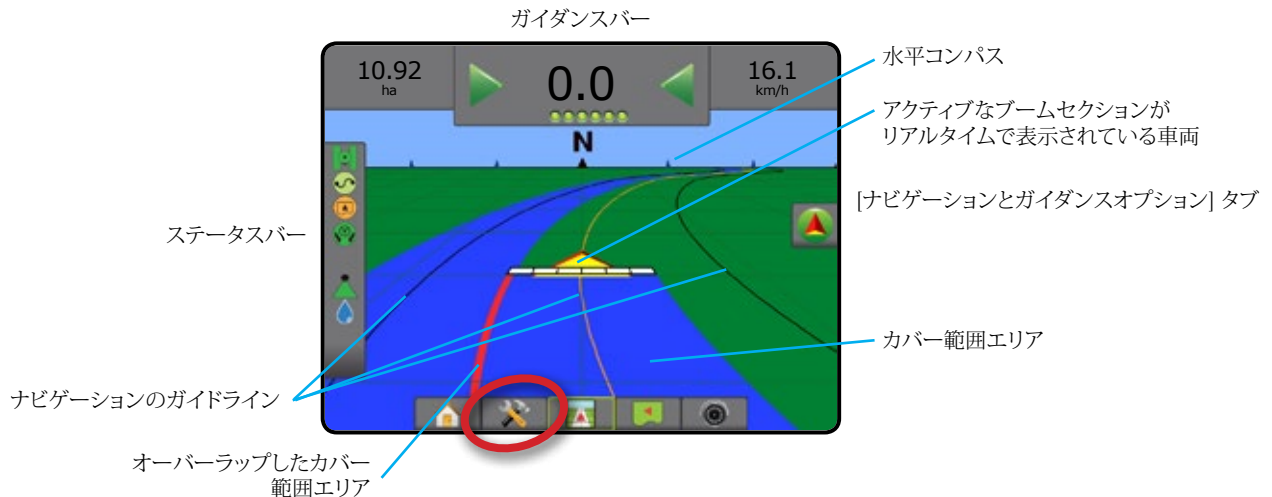 ガイダンスバー
10.92
ha
0.0
16.1
km/h
N
水平コンパス
アクティブなブームセクションが
リアルタイムで表示されている車両
[ナビゲーションとガイダンスオプション] タブ
ステータスバー
カバー範囲エリア
ナビゲーションのガイドライン
オーバーラップしたカバー
範囲エリア